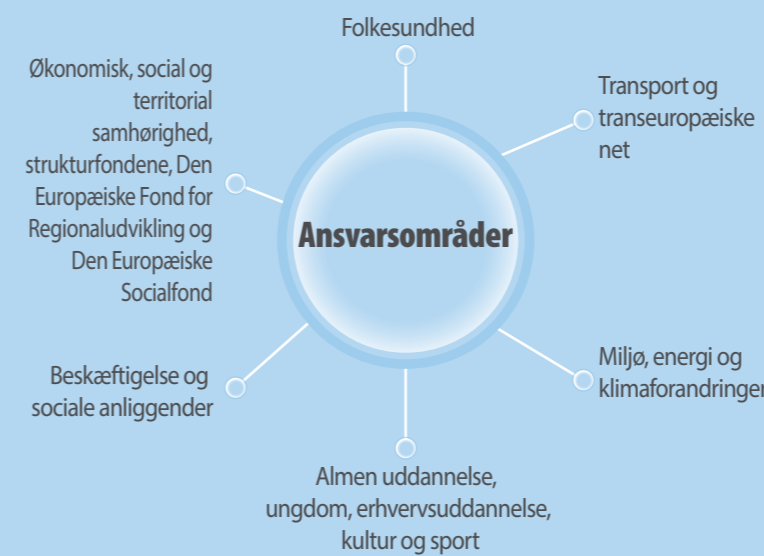 Folkesundhed
Økonomisk, social og
territorial
samhørighed,
strukturfondene, Den
Europæiske Fond for
Regionaludvikling og
Den Europæiske
Socialfond
Transport og
transeuropæiske
net
Ansvarsområder
Beskæftigelse og
sociale anliggender
Miljø, energi og
klimaforandringer
Almen uddannelse,
ungdom, erhvervsuddannelse,
kultur og sport